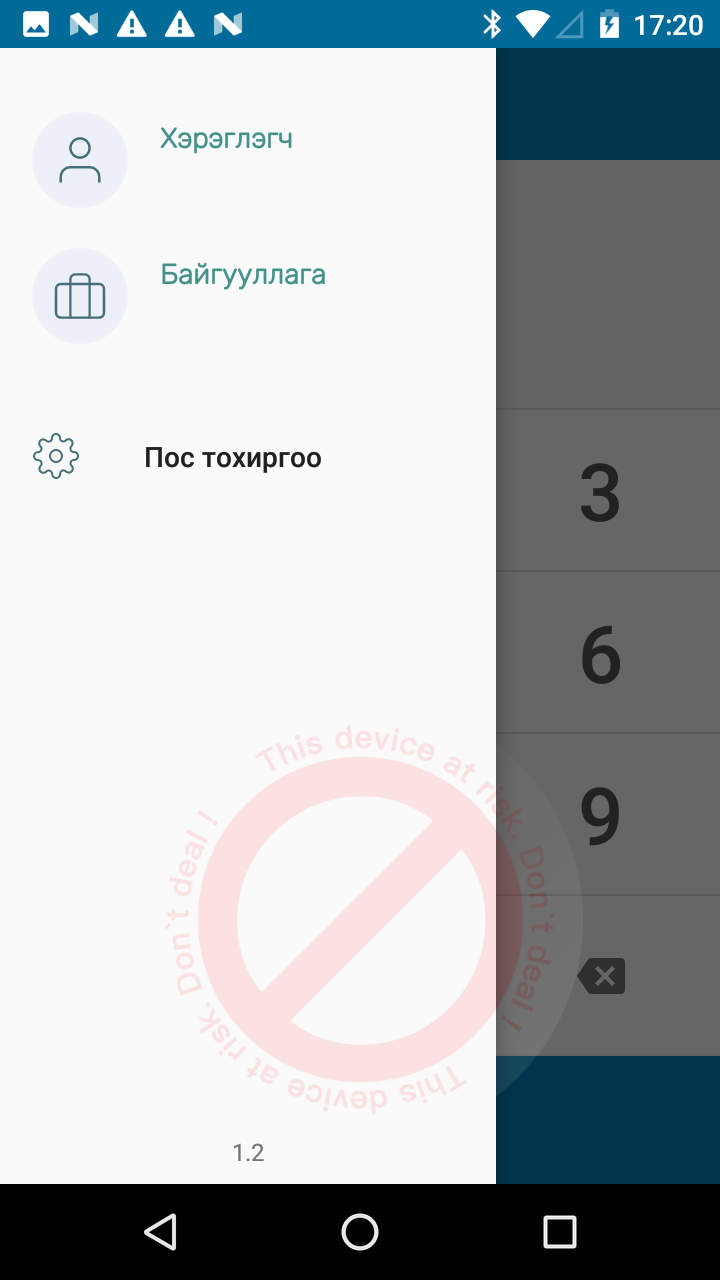 17:20
Хэрэглэгч
Байгууллага
Пос тохиргоо
3
6
9
This device at risk. Don`t deal !
This device at risk. Don`t deal !
1.2